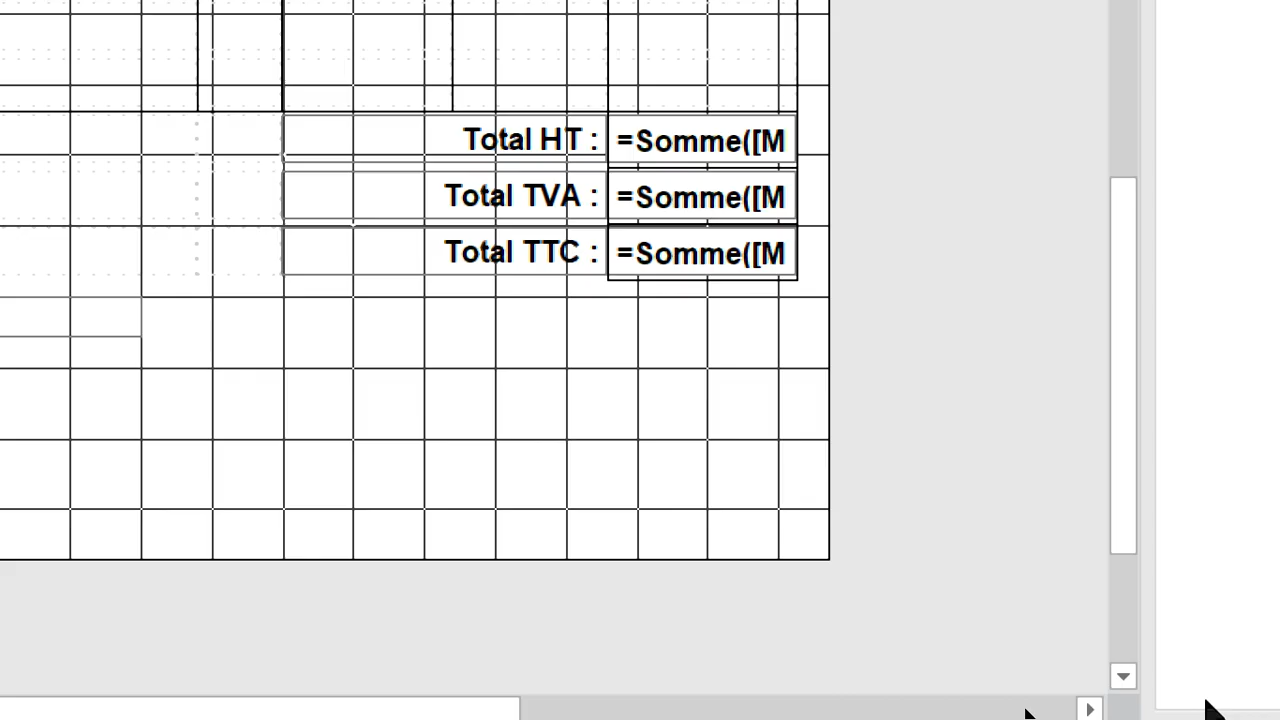 Total HT : =Somme([M
Total TVA : =Somme([M
Total TTC : =Somme([M